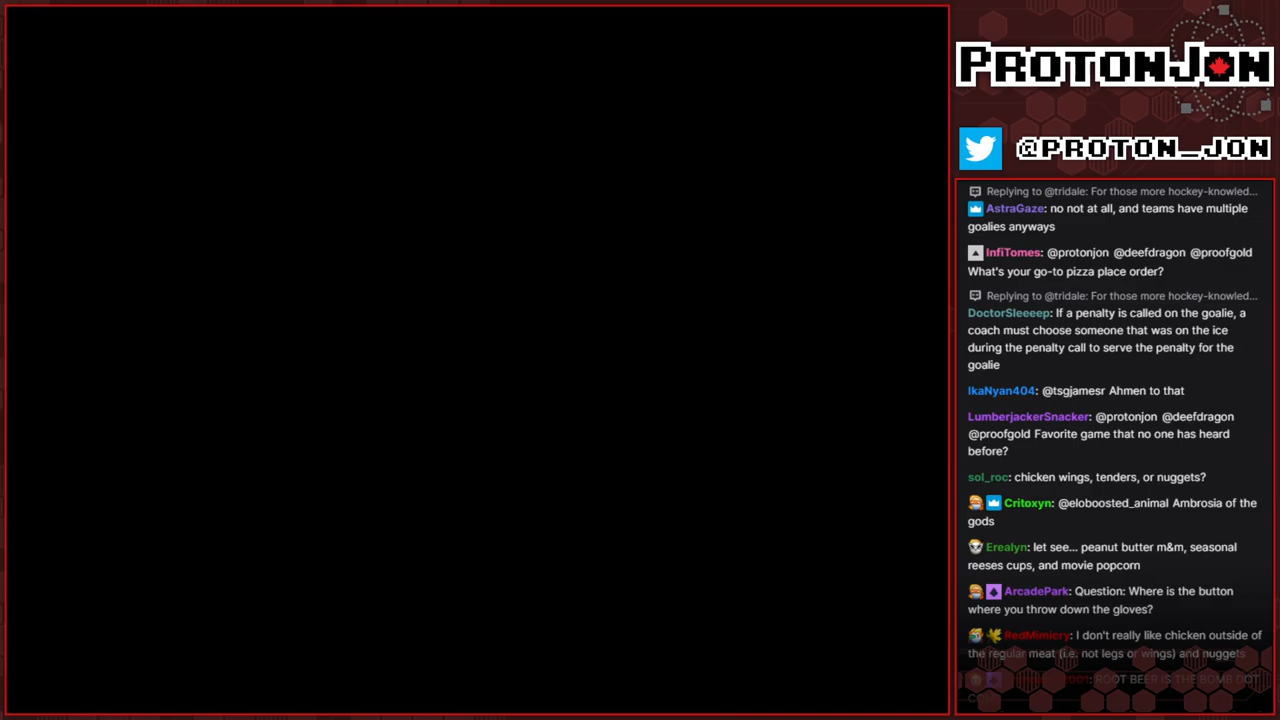 PROTONJON
@PROTON_JON
Replying to @tridale: For those more hockey-knowled...
AstraGaze: no not at all, and teams have multiple
goalies anyways
InfiTomes: @protonjon @deefdragon @proofgold
What's your go-to pizza place order?
Replying to @tridale: For those more hockey-knowled...
DoctorSleeeep: If a penalty is called on the goalie, a
coach must choose someone that was on the ice
during the penalty call to serve the penalty for the
goalie
IkaNyan404: @tsgjamesr Ahmen to that
LumberjackerSnacker: @protonjon @deefdragon
@proofgold Favorite game that no one has heard
before?
sol_roc: chicken wings, tenders, or nuggets?
Critoxyn: @eloboosted_animal Ambrosia of the
gods
Erealyn: let see... peanut butter m&m, seasonal
reeses cups, and movie popcorn
ArcadePark: Question: Where is the button
where you throw down the gloves?
RedMimicry: I don't really like chicken outside of
the regular meat (i.e. not legs or wings) and nuggets
ROOT BEER IS THE BOMB DOT